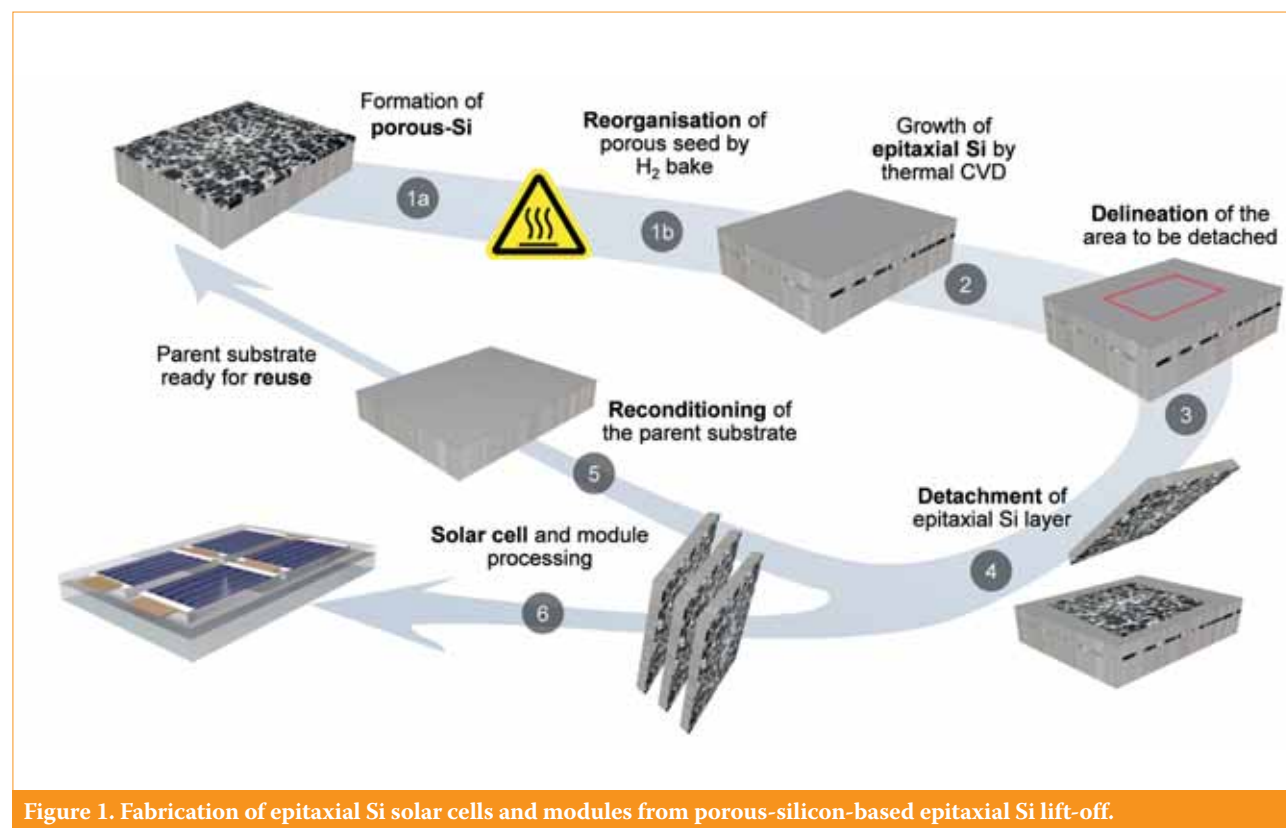 Formation of
porous-Si
1a
Reorganisation of
porous seed by
H₂ bake
1b
Growth of
epitaxial Si by
thermal CVD
2
Delineation of the
area to be detached
3
Detachment of
epitaxial Si layer
4
Reconditioning of
the parent substrate
5
Parent substrate
ready for reuse
Solar cell and module
processing
6
Figure 1. Fabrication of epitaxial Si solar cells and modules from porous-silicon-based epitaxial Si lift-off.